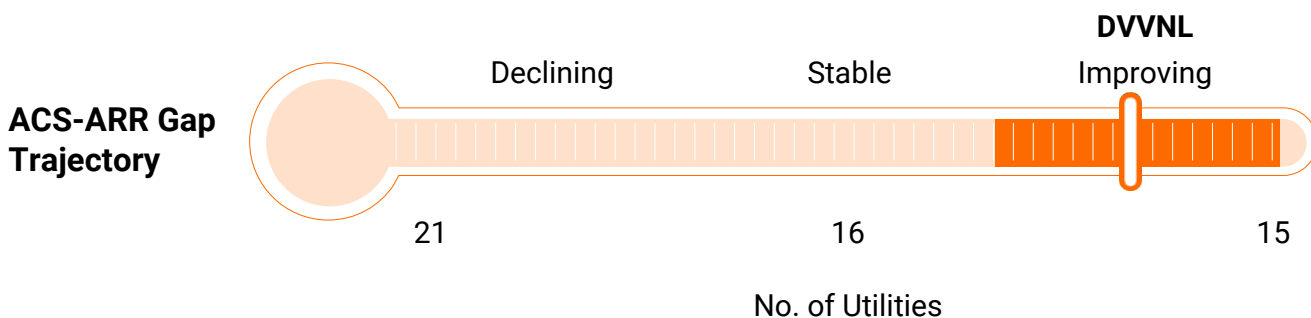 DVVNL
Declining Stable Improving
ACS-ARR Gap
Trajectory
21 16 15
No. of Utilities